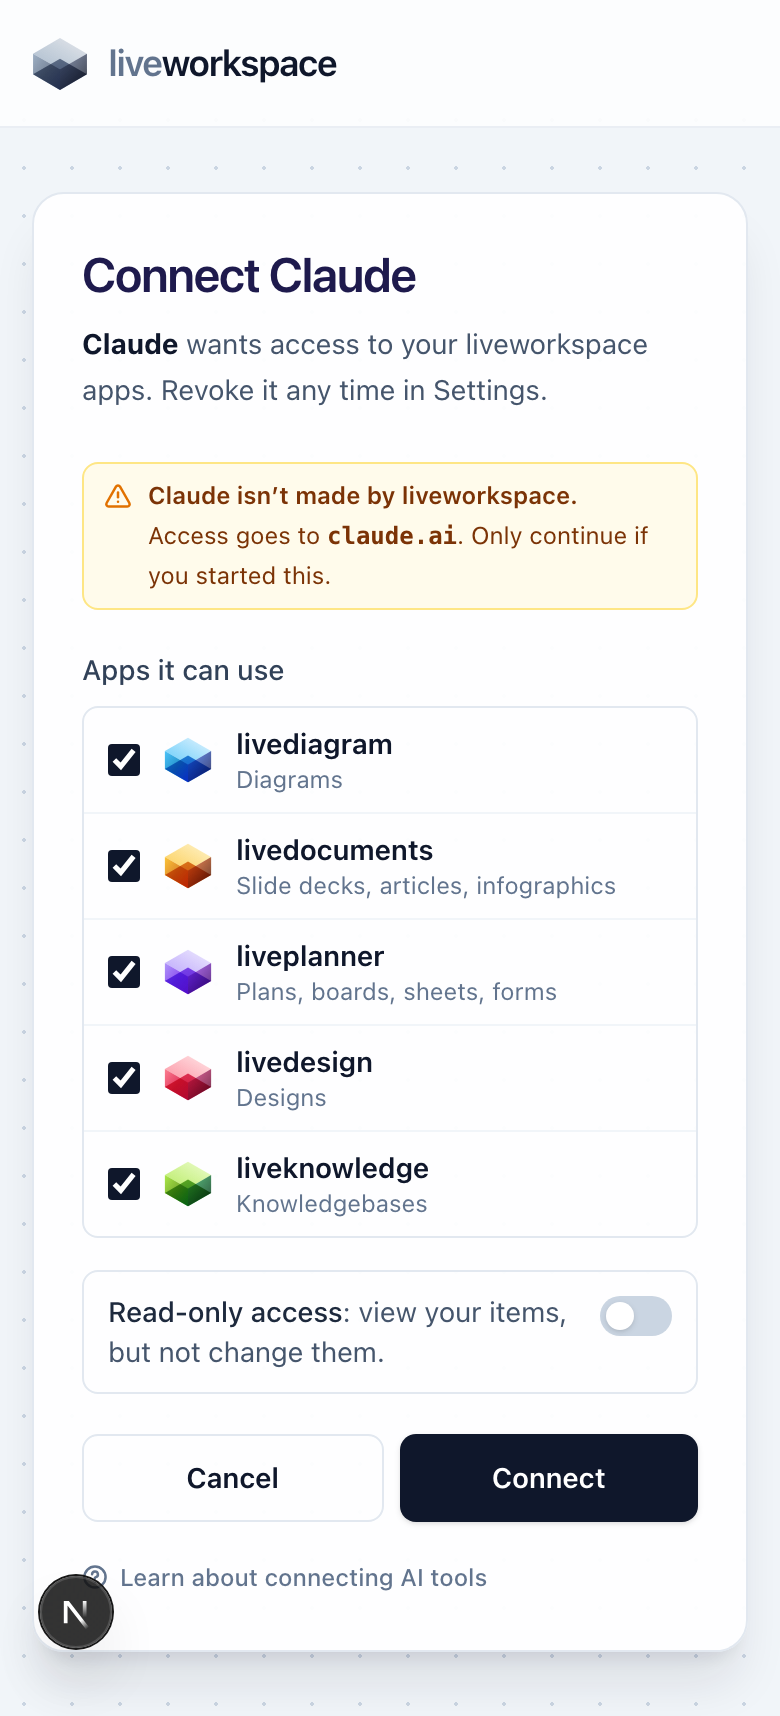 liveworkspace
Connect Claude
Claude wants access to your liveworkspace
apps. Revoke it any time in Settings.
Claude isn’t made by liveworkspace.
Access goes to claude.ai. Only continue if
you started this.
Apps it can use
livediagram
Diagrams
livedocuments
Slide decks, articles, infographics
liveplanner
Plans, boards, sheets, forms
livedesign
Designs
liveknowledge
Knowledgebases
Read-only access: view your items,
but not change them.
Cancel
Connect
Learn about connecting AI tools
N